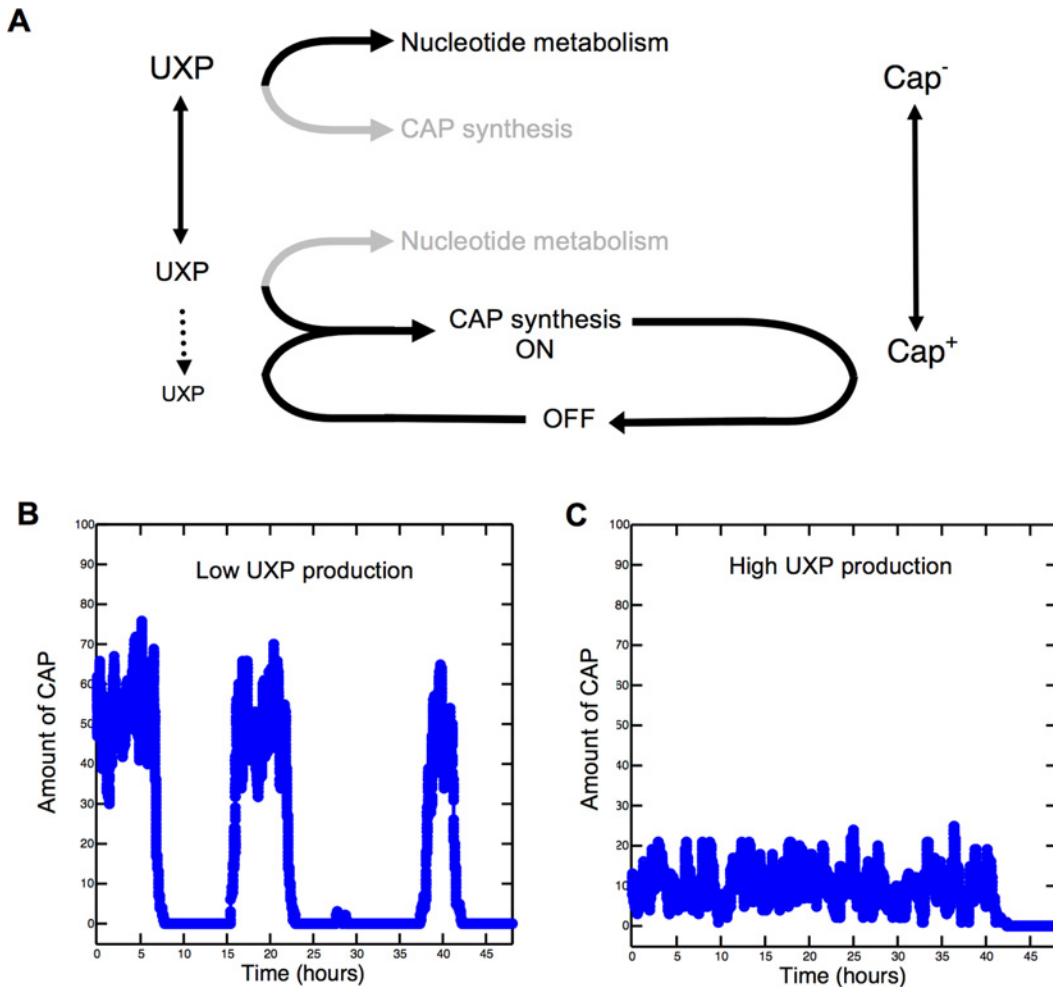 A
Nucleotide metabolism
UXP
Cap-
CAP synthesis
Nucleotide metabolism
UXP
CAP synthesis
ON
Cap+
UXP
OFF
B
Low UXP production
Amount of CAP
100
90
80
70
60
50
40
30
20
10
0
0 5 10 15 20 25 30 35 40 45
Time (hours)
C
High UXP production
Amount of CAP
100
90
80
70
60
50
40
30
20
10
0
0 5 10 15 20 25 30 35 40 45
Time (hours)